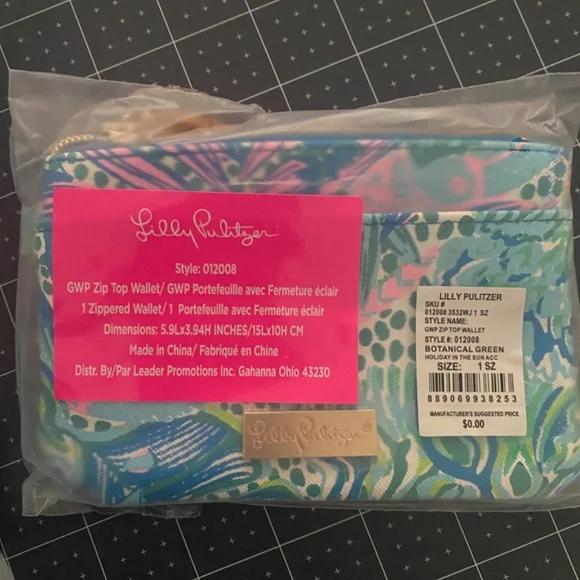 Lilly Pulitzer
Style: 012008
GWP Zip Top Wallet/ GWP Portefeuille avec Fermeture éclair
1 Zippered Wallet/ 1 Portefeuille avec Fermeture éclair
Dimensions: 5.9Lx3.94H INCHES/15Lx10H CM
Made in China/ Fabriqué en Chine
Distr. By/Par Leader Promotions Inc. Gahanna Ohio 43230
LILLY PULITZER
SKU #
012008 3532WJ 1 SZ
STYLE NAME:
GWP ZIP TOP WALLET
STYLE #: 012008
BOTANICAL GREEN
HOLIDAY IN THE SUN ACC
SIZE: 1 SZ
889069938253
MANUFACTURER'S SUGGESTED PRICE
$0.00
Lilly Pulitzer®